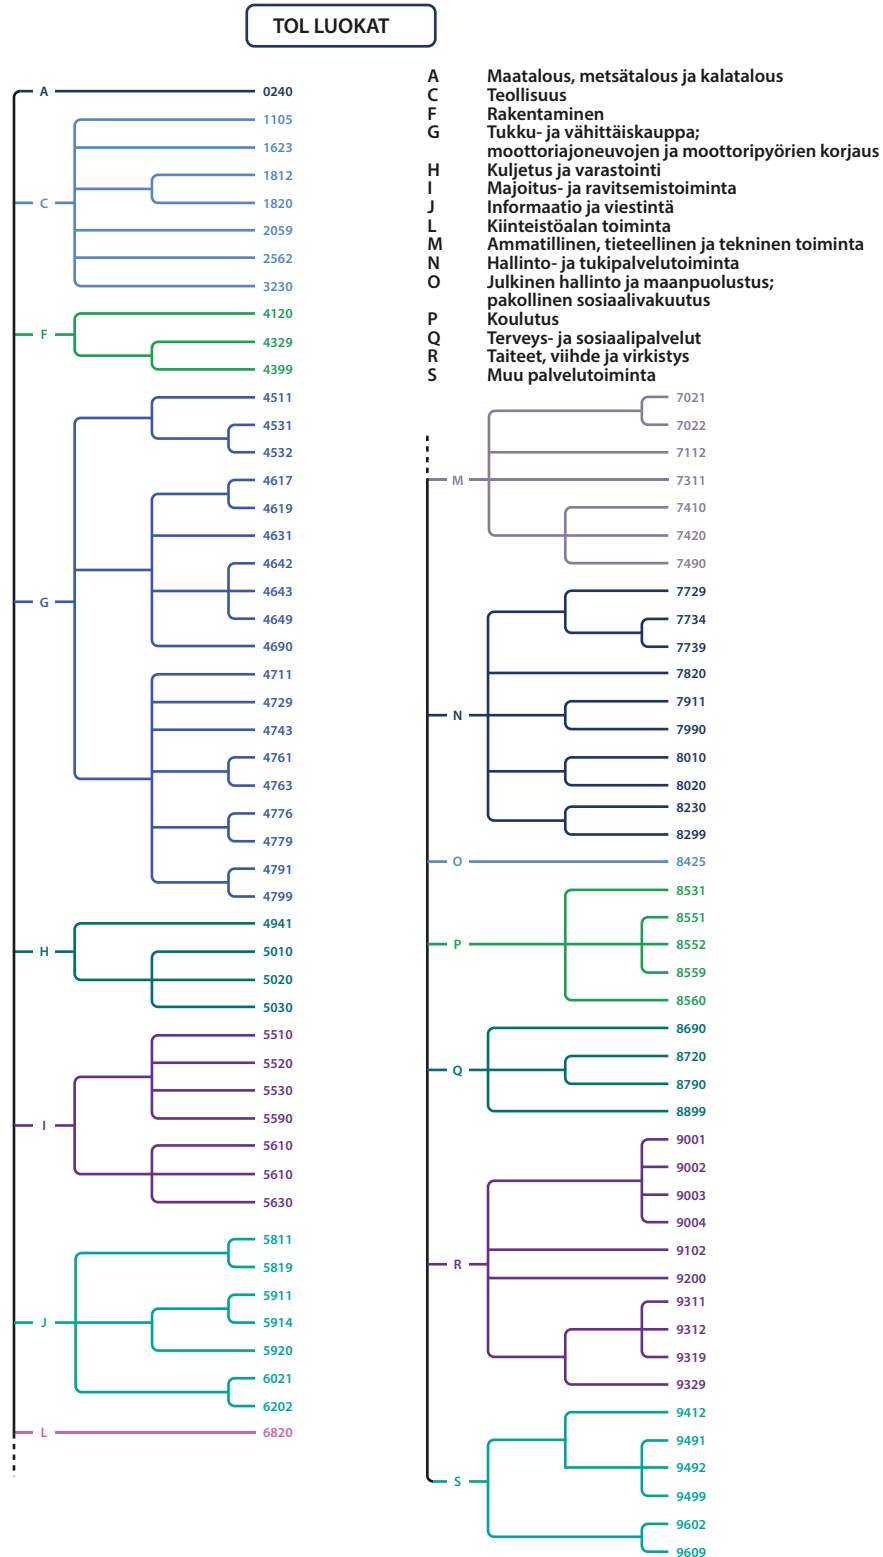 TOL LUOKAT
A Maatalous, metsätalous ja kalatalous
C Teollisuus
F Rakentaminen
G Tukku- ja vähittäiskauppa;
moottoriajoneuvojen ja moottoripyörien korjaus
H Kuljetus ja varastointi
I Majoitus- ja ravitsemistoiminta
J Informaatio ja viestintä
L Kiinteistöalan toiminta
M Ammatillinen, tieteellinen ja tekninen toiminta
N Hallinto- ja tukipalvelutoiminta
O Julkinen hallinto ja maanpuolustus;
pakollinen sosiaalivakuutus
P Koulutus
Q Terveys- ja sosiaalipalvelut
R Taiteet, viihde ja virkistys
S Muu palvelutoiminta
A
0240
C
1105
1623
1812
1820
2059
2562
3230
F
4120
4329
4399
G
4511
4531
4532
4617
4619
4631
4642
4643
4649
4690
4711
4729
4743
4761
4763
4776
4779
4791
4799
H
4941
5010
5020
5030
I
5510
5520
5530
5590
5610
5610
5630
J
5811
5819
5911
5914
5920
6021
6202
L
6820
M
7021
7022
7112
7311
7410
7420
7490
N
7729
7734
7739
7820
7911
7990
8010
8020
8230
8299
O
8425
P
8531
8551
8552
8559
8560
Q
8690
8720
8790
8899
R
9001
9002
9003
9004
9102
9200
9311
9312
9319
9329
S
9412
9491
9492
9499
9602
9609